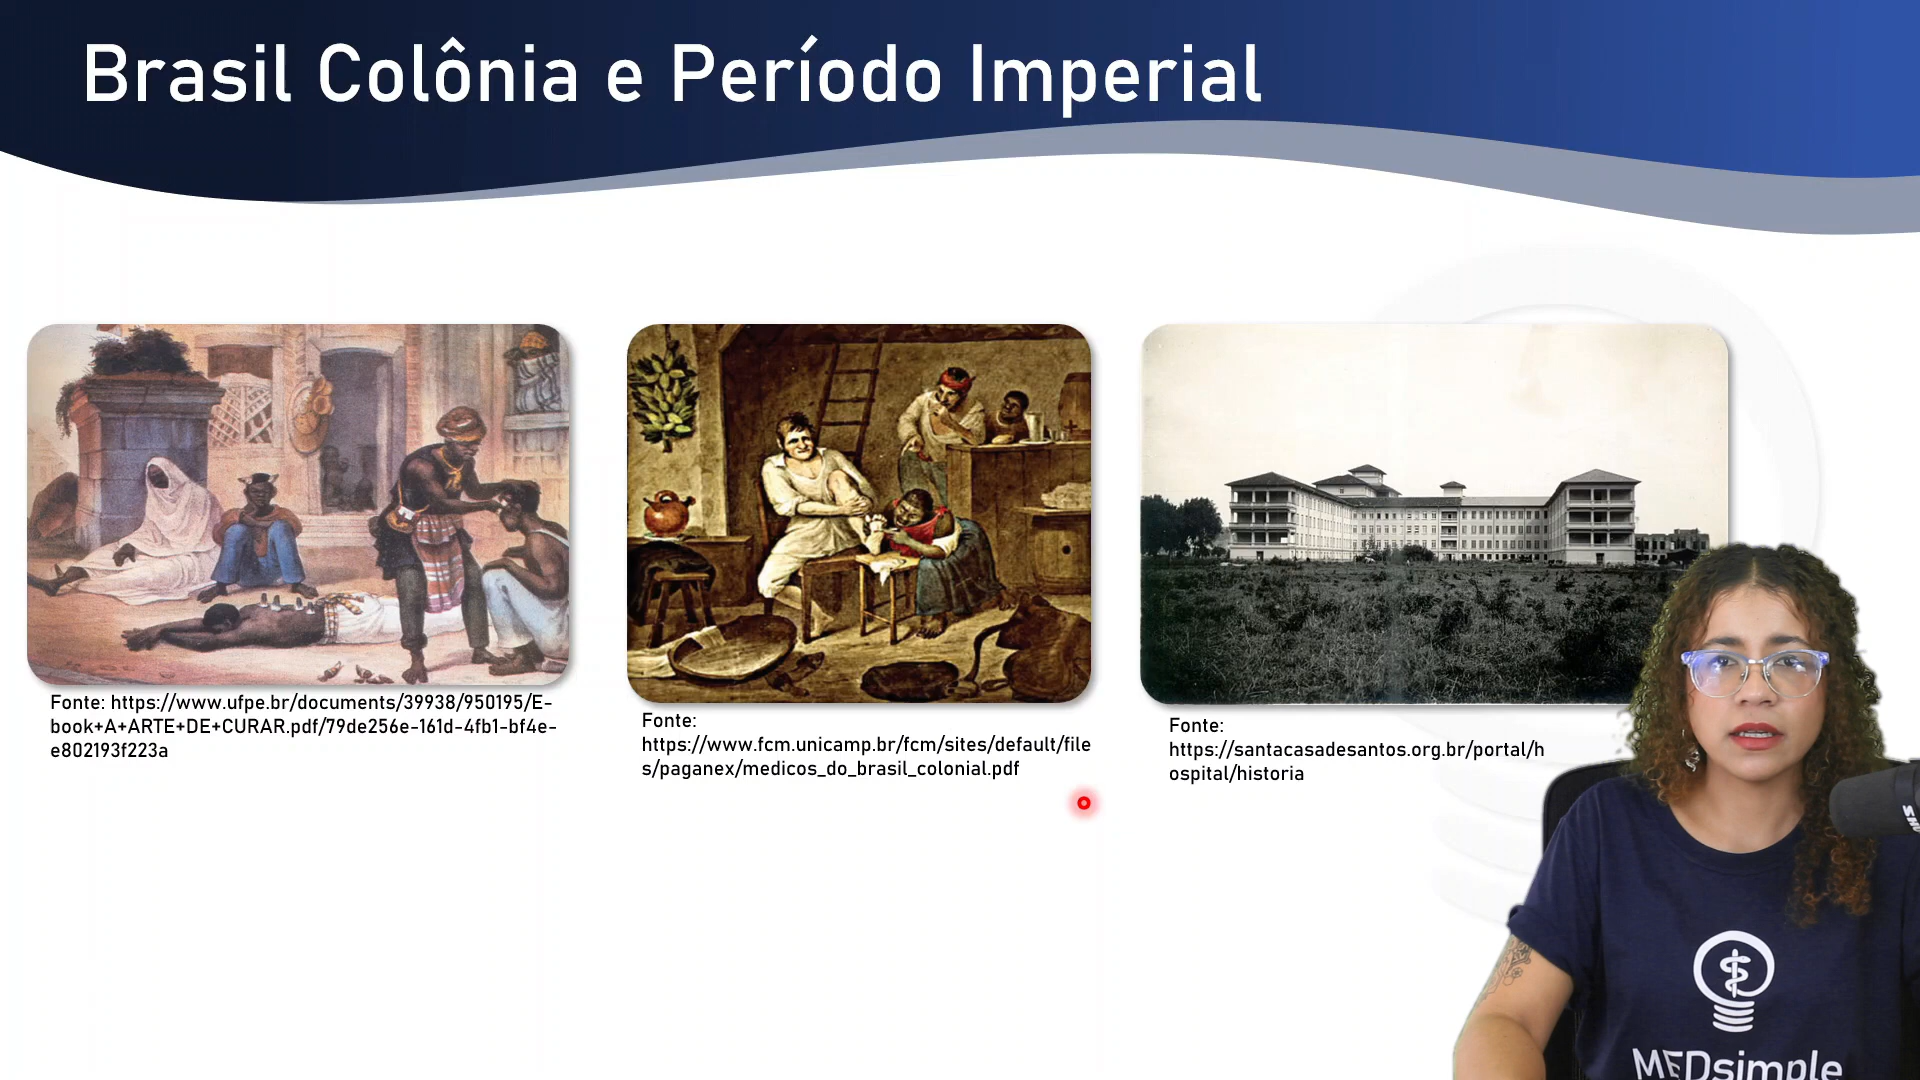 Brasil Colônia e Período Imperial
Fonte: https://www.ufpe.br/documents/39938/950195/E-
book+A+ARTE+DE+CURAR.pdf/79de256e-161d-4fb1-bf4e-
e802193f223a
Fonte:
https://www.fcm.unicamp.br/fcm/sites/default/file
s/paganex/medicos_do_brasil_colonial.pdf
Fonte:
https://santacasadesantos.org.br/portal/h
ospital/historia
MEDsimple